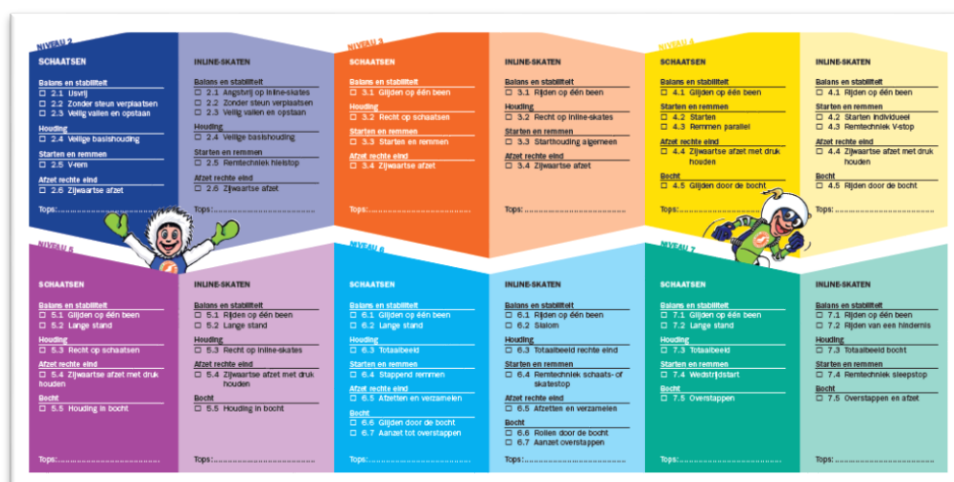 NIVEAU 2
SCHAATSEN
Balans en stabiliteit
2.1 IJsvrij
2.2 Zonder steun verplaatsen
2.3 Veilig vallen en opstaan
Houding
2.4 Veilige basishouding
Starten en remmen
2.5 V-rem
Afzet rechte eind
2.6 Zijwaartse afzet
Tops:
INLINE-SKATEN
Balans en stabiliteit
2.1 Angstvrij op inline-skates
2.2 Zonder steun verplaatsen
2.3 Veilig vallen en opstaan
Houding
2.4 Veilige basishouding
Starten en remmen
2.5 Remtechniek hielstop
Afzet rechte eind
2.6 Zijwaartse afzet
Tops:
NIVEAU 3
SCHAATSEN
Balans en stabiliteit
3.1 Glijden op één been
Houding
3.2 Recht op schaatsen
Starten en remmen
3.3 Starten en remmen
Afzet rechte eind
3.4 Zijwaartse afzet
Tops:
INLINE-SKATEN
Balans en stabiliteit
3.1 Rijden op één been
Houding
3.2 Recht op inline-skates
Starten en remmen
3.3 Starthouding algemeen
Afzet rechte eind
3.4 Zijwaartse afzet
Tops:
NIVEAU 4
SCHAATSEN
Balans en stabiliteit
4.1 Glijden op één been
Starten en remmen
4.2 Starten
4.3 Remmen parallel
Afzet rechte eind
4.4 Zijwaartse afzet met druk
houden
Bocht
4.5 Glijden door de bocht
Tops:
INLINE-SKATEN
Balans en stabiliteit
4.1 Rijden op één been
Starten en remmen
4.2 Starten individueel
4.3 Remtechniek V-stop
Afzet rechte eind
4.4 Zijwaartse afzet met druk
houden
Bocht
4.5 Rijden door de bocht
Tops:
NIVEAU 5
SCHAATSEN
Balans en stabiliteit
5.1 Glijden op één been
5.2 Lange stand
Houding
5.3 Recht op schaatsen
Afzet rechte eind
5.4 Zijwaartse afzet met druk
houden
Bocht
5.5 Houding in bocht
Tops:
INLINE-SKATEN
Balans en stabiliteit
5.1 Rijden op één been
5.2 Lange stand
Houding
5.3 Recht op inline-skates
Afzet rechte eind
5.4 Zijwaartse afzet met druk
houden
Bocht
5.5 Houding in bocht
Tops:
NIVEAU 6
SCHAATSEN
Balans en stabiliteit
6.1 Glijden op één been
6.2 Lange stand
Houding
6.3 Totaalbeeld
Starten en remmen
6.4 Stappend remmen
Afzet rechte eind
6.5 Afzetten en verzamelen
Bocht
6.6 Glijden door de bocht
6.7 Aanzet tot overstappen
Tops:
INLINE-SKATEN
Balans en stabiliteit
6.1 Rijden op één been
6.2 Slalom
Houding
6.3 Totaalbeeld rechte eind
Starten en remmen
6.4 Remtechniek schaats- of
skatestop
Afzet rechte eind
6.5 Afzetten en verzamelen
Bocht
6.6 Rollen door de bocht
6.7 Aanzet overstappen
Tops:
NIVEAU 7
SCHAATSEN
Balans en stabiliteit
7.1 Glijden op één been
7.2 Lange stand
Houding
7.3 Totaalbeeld
Starten en remmen
7.4 Wedstrijdstart
Bocht
7.5 Overstappen
Tops:
INLINE-SKATEN
Balans en stabiliteit
7.1 Rijden op één been
7.2 Rijden van een hindernis
Houding
7.3 Totaalbeeld bocht
Starten en remmen
7.4 Remtechniek sleepstop
Bocht
7.5 Overstappen en afzet
Tops: